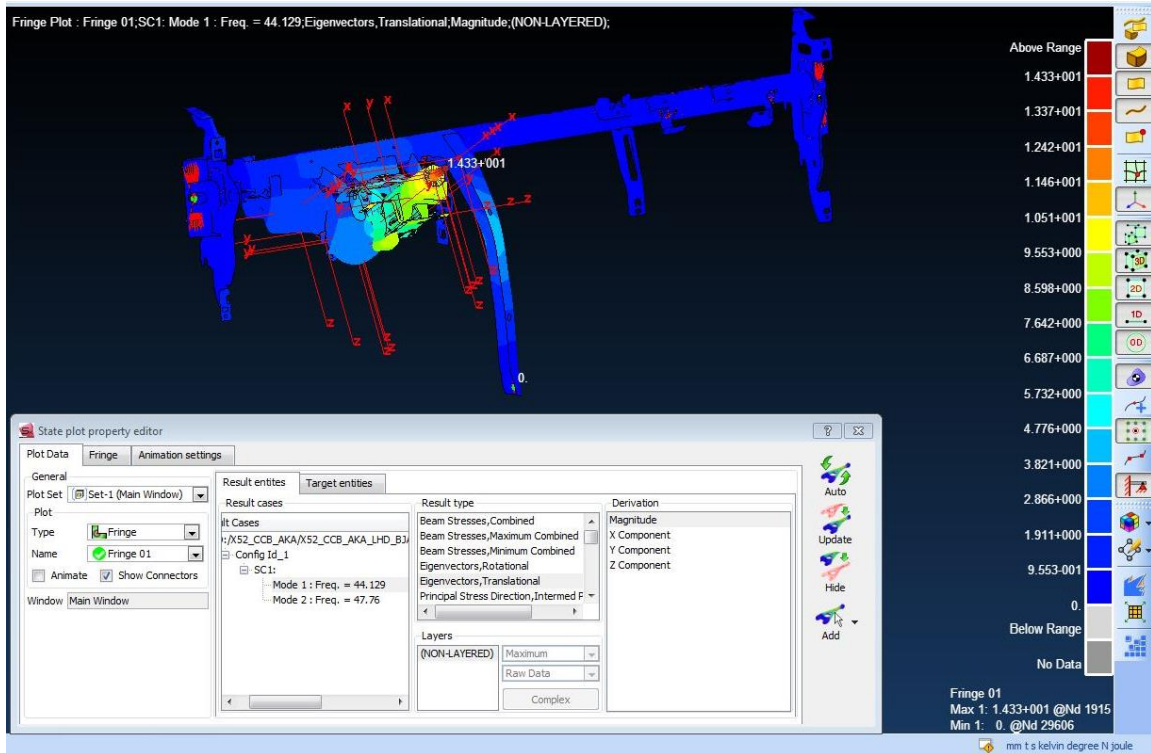 Fringe Plot : Fringe 01;SC1: Mode 1 : Freq. = 44.129;Eigenvectors,Translational;Magnitude;(NON-LAYERED);
Above Range
1.433+001
1.337+001
1.242+001
1.146+001
1.051+001
9.553+000
8.598+000
7.642+000
6.687+000
5.732+000
4.776+000
3.821+000
2.866+000
1.911+000
9.553-001
0.
Below Range
No Data
1.433+001
0.
Fringe 01
Max 1: 1.433+001 @Nd 1915
Min 1: 0. @Nd 29606
mm t s kelvin degree N joule
3D
2D
1D
0D
State plot property editor
Plot Data Fringe Animation settings
General
Plot Set Set-1 (Main Window)
Plot
Type Fringe
Name Fringe 01
Animate Show Connectors
Window Main Window
Result entites Target entities
Result cases
ılt Cases
:/X52_CCB_AKA/X52_CCB_AKA_LHD_BJ
Config Id_1
SC1:
Mode 1 : Freq. = 44.129
Mode 2 : Freq. = 47.76
Result type
Beam Stresses,Combined
Beam Stresses,Maximum Combined
Beam Stresses,Minimum Combined
Eigenvectors,Rotational
Eigenvectors,Translational
Principal Stress Direction,Intermed P
Layers
(NON-LAYERED)
Maximum
Raw Data
Complex
Derivation
Magnitude
X Component
Y Component
Z Component
Auto
Update
Hide
Add